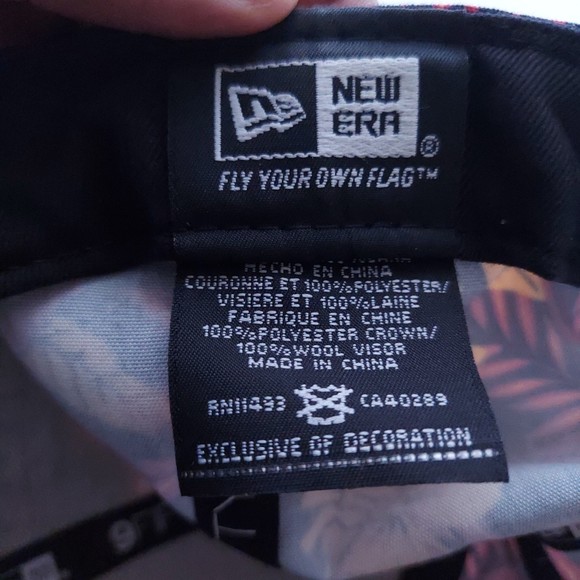 NEW
ERA
®
FLY YOUR OWN FLAG™
HECHO EN CHINA
COURONNE ET 100%POLYESTER/
VISIERE ET 100%LAINE
FABRIQUE EN CHINE
100%POLYESTER CROWN/
100%WOOL VISOR
MADE IN CHINA
RN11493 CA40289
EXCLUSIVE OF DECORATION